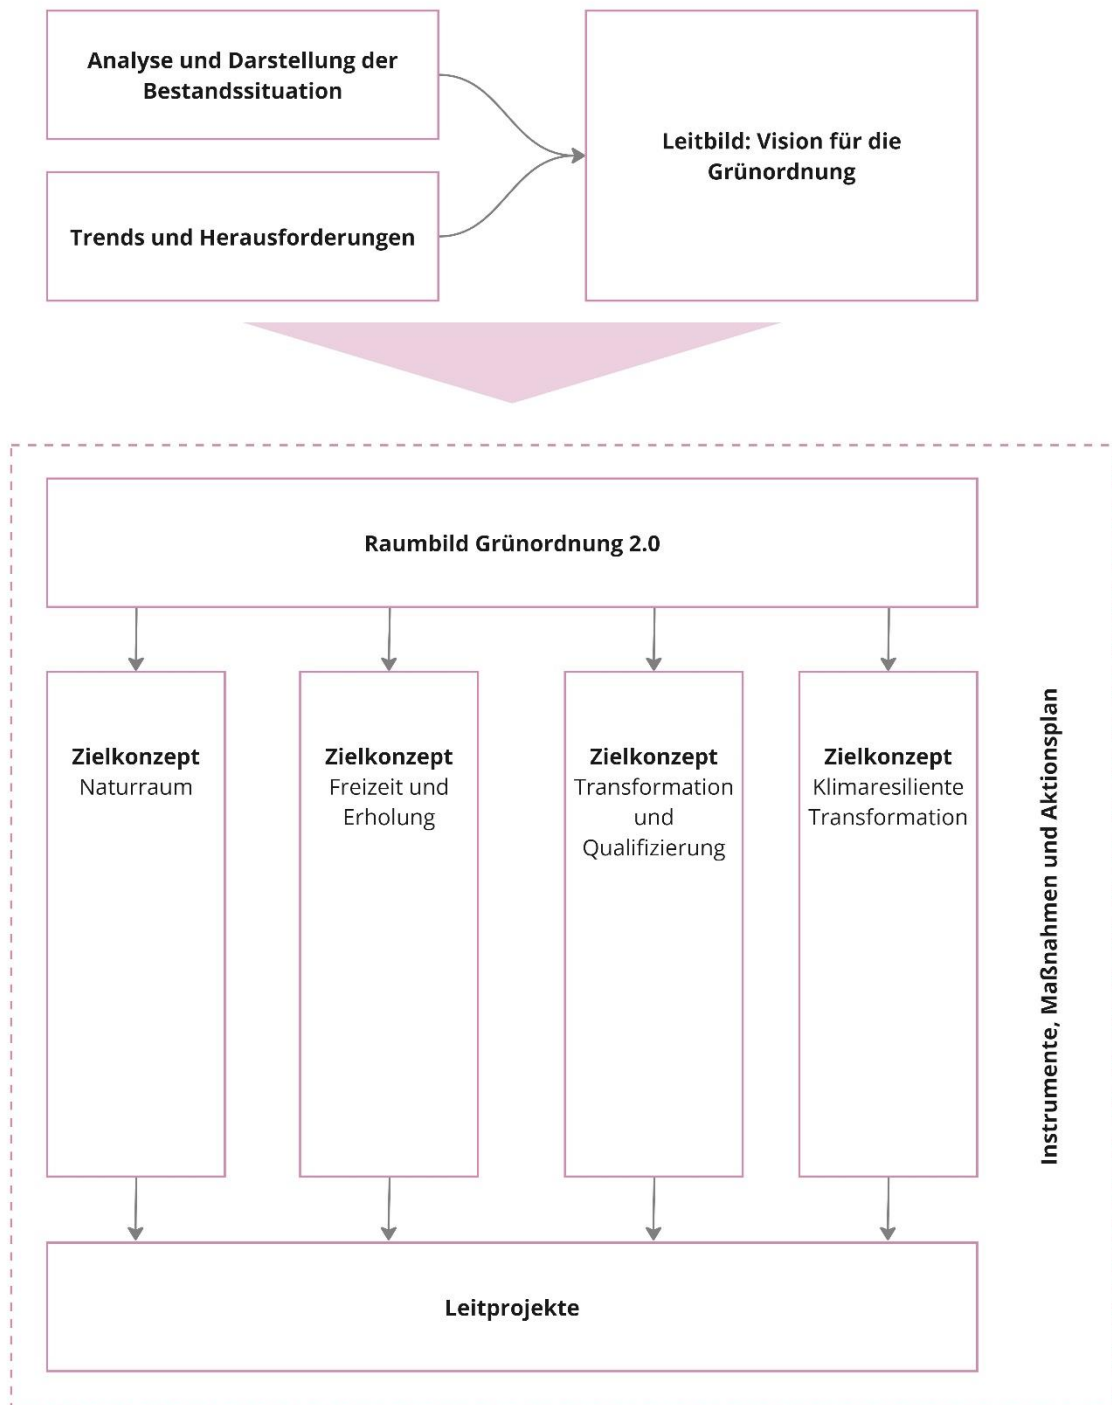 Analyse und Darstellung der
Bestandssituation
Trends und Herausforderungen
Leitbild: Vision für die
Grünordnung
Raumbild Grünordnung 2.0
Zielkonzept
Naturraum
Zielkonzept
Freizeit und
Erholung
Zielkonzept
Transformation
und
Qualifizierung
Zielkonzept
Klimaresiliente
Transformation
Instrumente, Maßnahmen und Aktionsplan
Leitprojekte